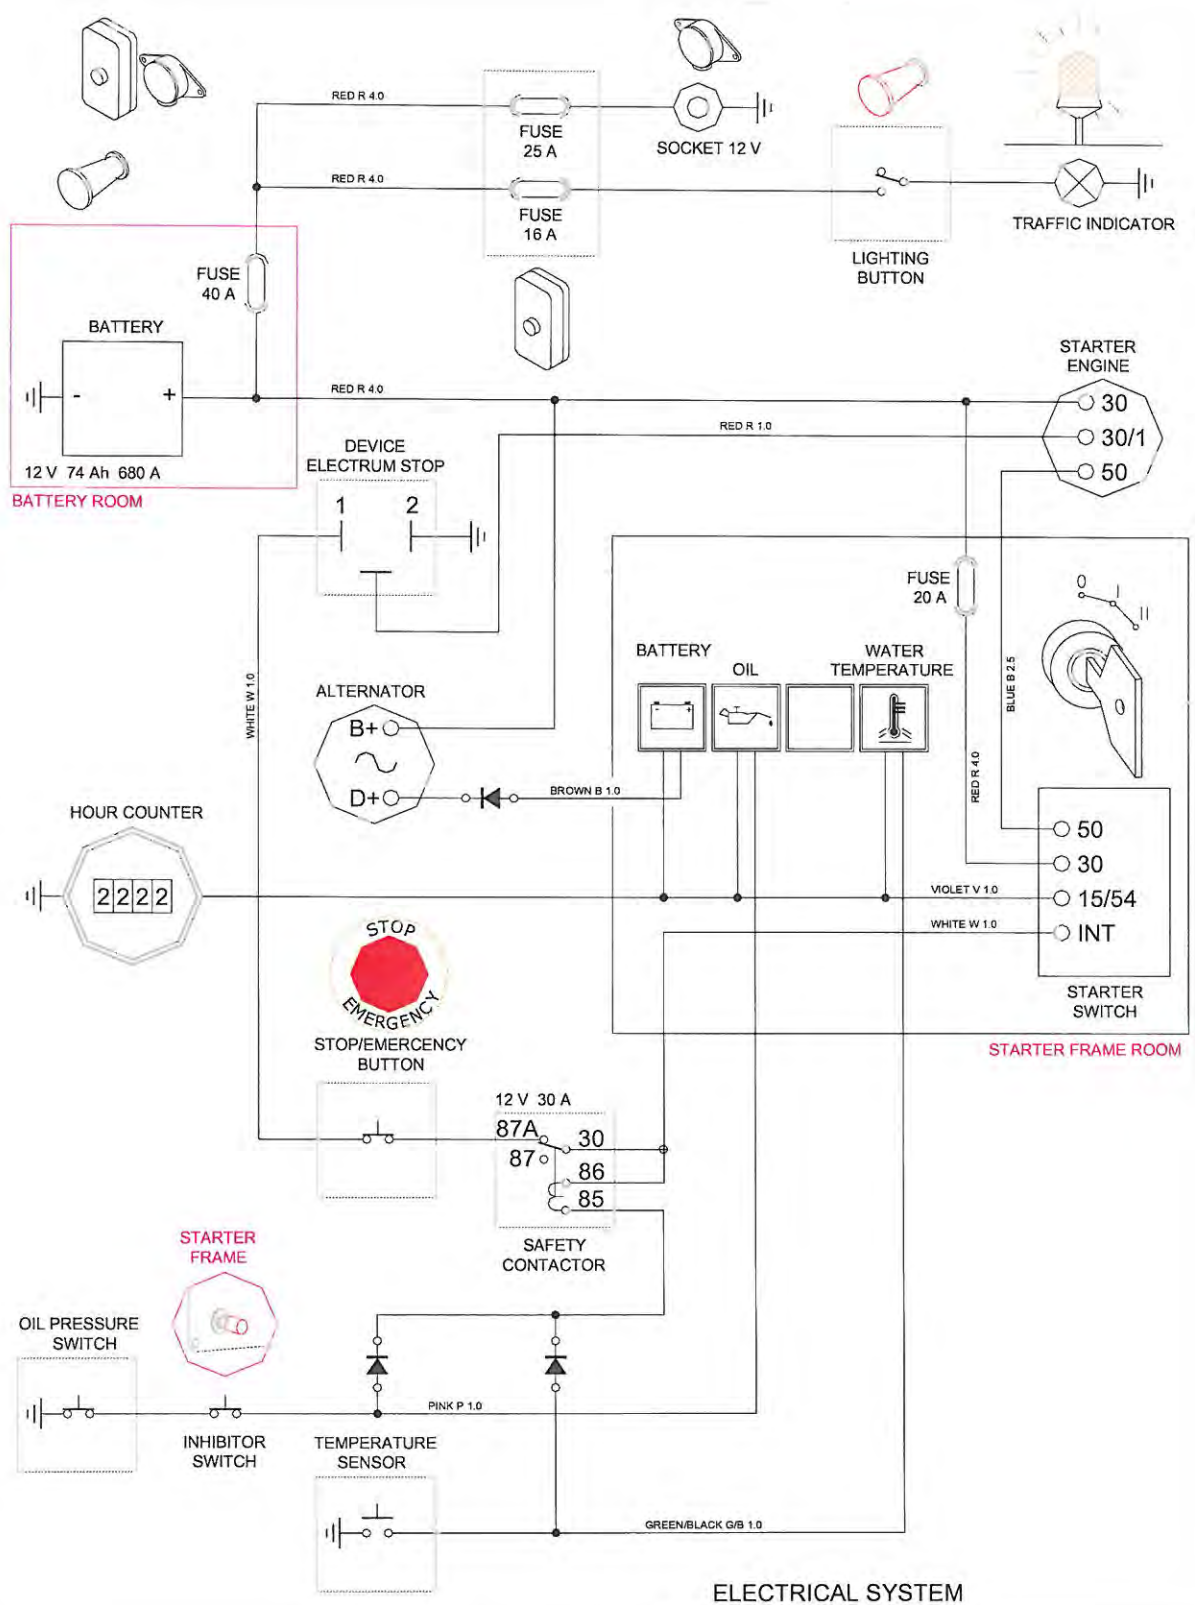 RED R 4.0
FUSE
25 A
SOCKET 12 V
RED R 4.0
FUSE
16 A
TRAFFIC INDICATOR
LIGHTING
BUTTON
FUSE
40 A
BATTERY
- +
12 V 74 Ah 680 A
BATTERY ROOM
RED R 4.0
STARTER
ENGINE
30
30/1
50
RED R 1.0
DEVICE
ELECTRUM STOP
1 2
FUSE
20 A
0 I II
BATTERY
OIL
WATER
TEMPERATURE
- +
BLUE B 2.5
RED R 4.0
WHITE W 1.0
ALTERNATOR
B+
D+
BROWN B 1.0
HOUR COUNTER
2222
50
30
15/54
INT
VIOLET V 1.0
WHITE W 1.0
STARTER
SWITCH
STARTER FRAME ROOM
STOP
EMERGENCY
STOP/EMERCENCY
BUTTON
12 V 30 A
87A
30
87
86
85
SAFETY
CONTACTOR
STARTER
FRAME
OIL PRESSURE
SWITCH
INHIBITOR
SWITCH
PINK P 1.0
TEMPERATURE
SENSOR
GREEN/BLACK G/B 1.0
ELECTRICAL SYSTEM